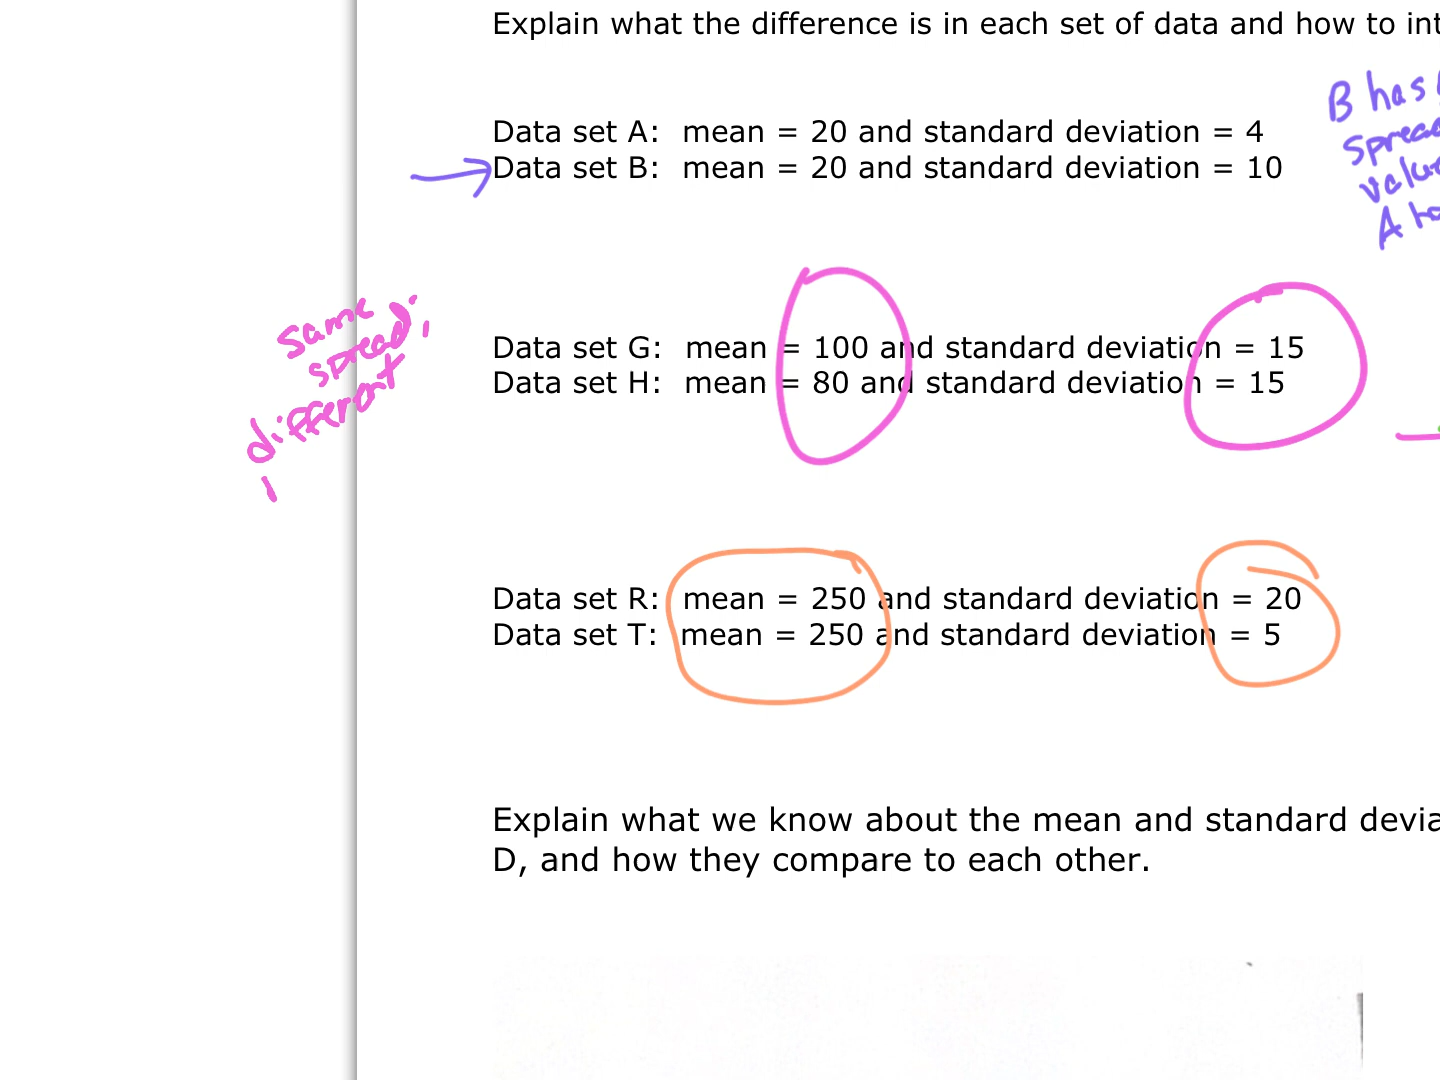 Explain what the difference is in each set of data and how to int
B has
Data set A: mean = 20 and standard deviation = 4
Data set B: mean = 20 and standard deviation = 10
spread
A
same
spread;
different
Data set G: mean = 100 and standard deviation = 15
Data set H: mean = 80 and standard deviation = 15
Data set R: mean = 250 and standard deviation = 20
Data set T: mean = 250 and standard deviation = 5
Explain what we know about the mean and standard devia
D, and how they compare to each other.